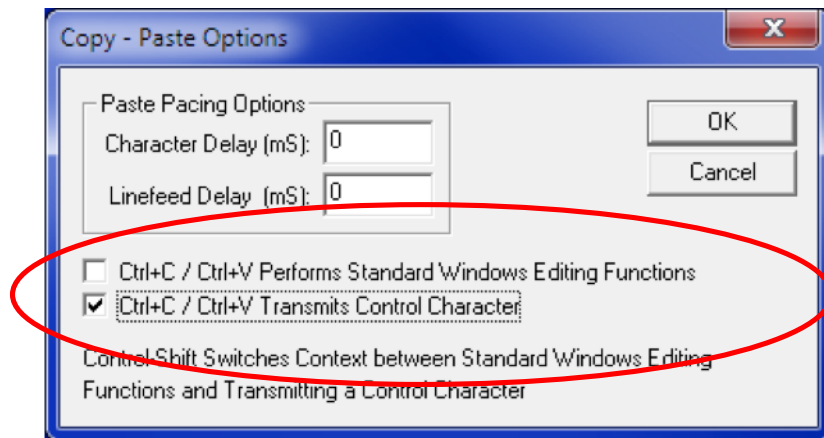 Copy - Paste Options
Paste Pacing Options
Character Delay (mS): 0
Linefeed Delay (mS): 0
OK
Cancel
Ctrl+C / Ctrl+V Performs Standard Windows Editing Functions
Ctrl+C / Ctrl+V Transmits Control Character
Control-Shift Switches Context between Standard Windows Editing
Functions and Transmitting a Control Character